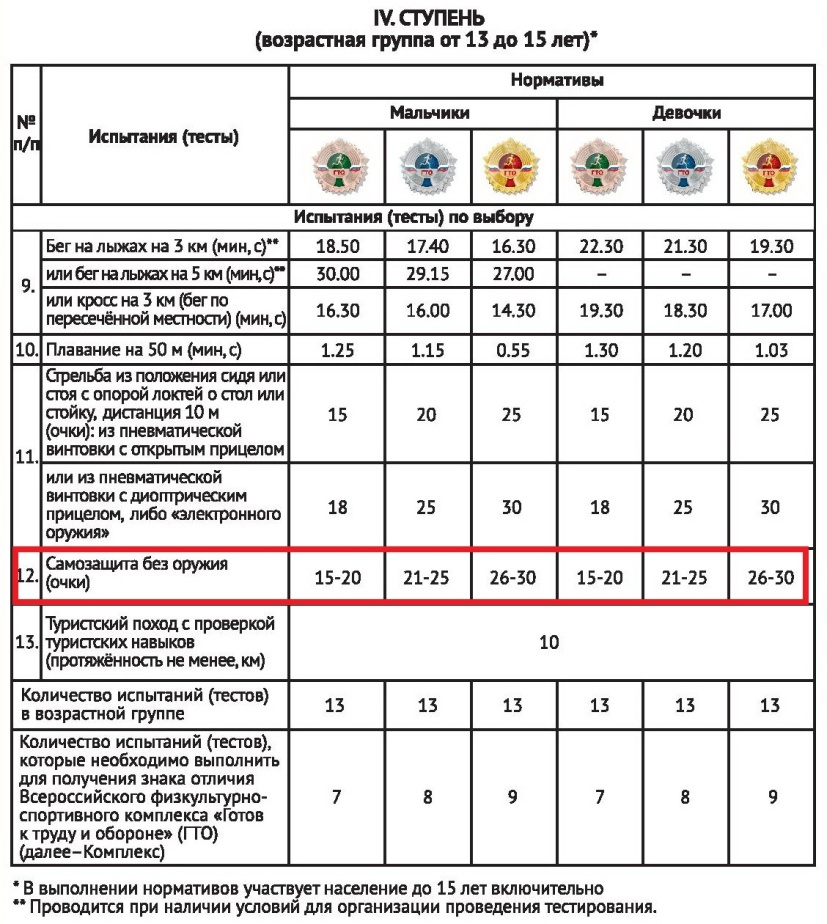 IV. СТУПЕНЬ
(возрастная группа от 13 до 15 лет)*
№ п/п Испытания (тесты) Нормативы
Мальчики Девочки
ГТО ГТО ГТО ГТО ГТО ГТО
Испытания (тесты) по выбору
9.
Бег на лыжах на 3 км (мин, с)** 18.50 17.40 16.30 22.30 21.30 19.30
или бег на лыжах на 5 км (мин,с)** 30.00 29.15 27.00 – – –
или кросс на 3 км (бег по
пересечённой местности) (мин, с) 16.30 16.00 14.30 19.30 18.30 17.00
10. Плавание на 50 м (мин, с) 1.25 1.15 0.55 1.30 1.20 1.03
11.
Стрельба из положения сидя или
стоя с опорой локтей о стол или
стойку, дистанция 10 м 15 20 25 15 20 25
(очки): из пневматической
винтовки с открытым прицелом
или из пневматической
винтовки с диоптрическим
прицелом, либо «электронного 18 25 30 18 25 30
оружия»
12. Самозащита без оружия
(очки) 15-20 21-25 26-30 15-20 21-25 26-30
13. Туристский поход с проверкой
туристских навыков 10
(протяжённость не менее, км)
Количество испытаний (тестов)
в возрастной группе 13 13 13 13 13 13
Количество испытаний (тестов),
которые необходимо выполнить
для получения знака отличия
Всероссийского физкультурно- 7 8 9 7 8 9
спортивного комплекса «Готов
к труду и обороне» (ГТО)
(далее–Комплекс)
* В выполнении нормативов участвует население до 15 лет включительно
** Проводится при наличии условий для организации проведения тестирования.